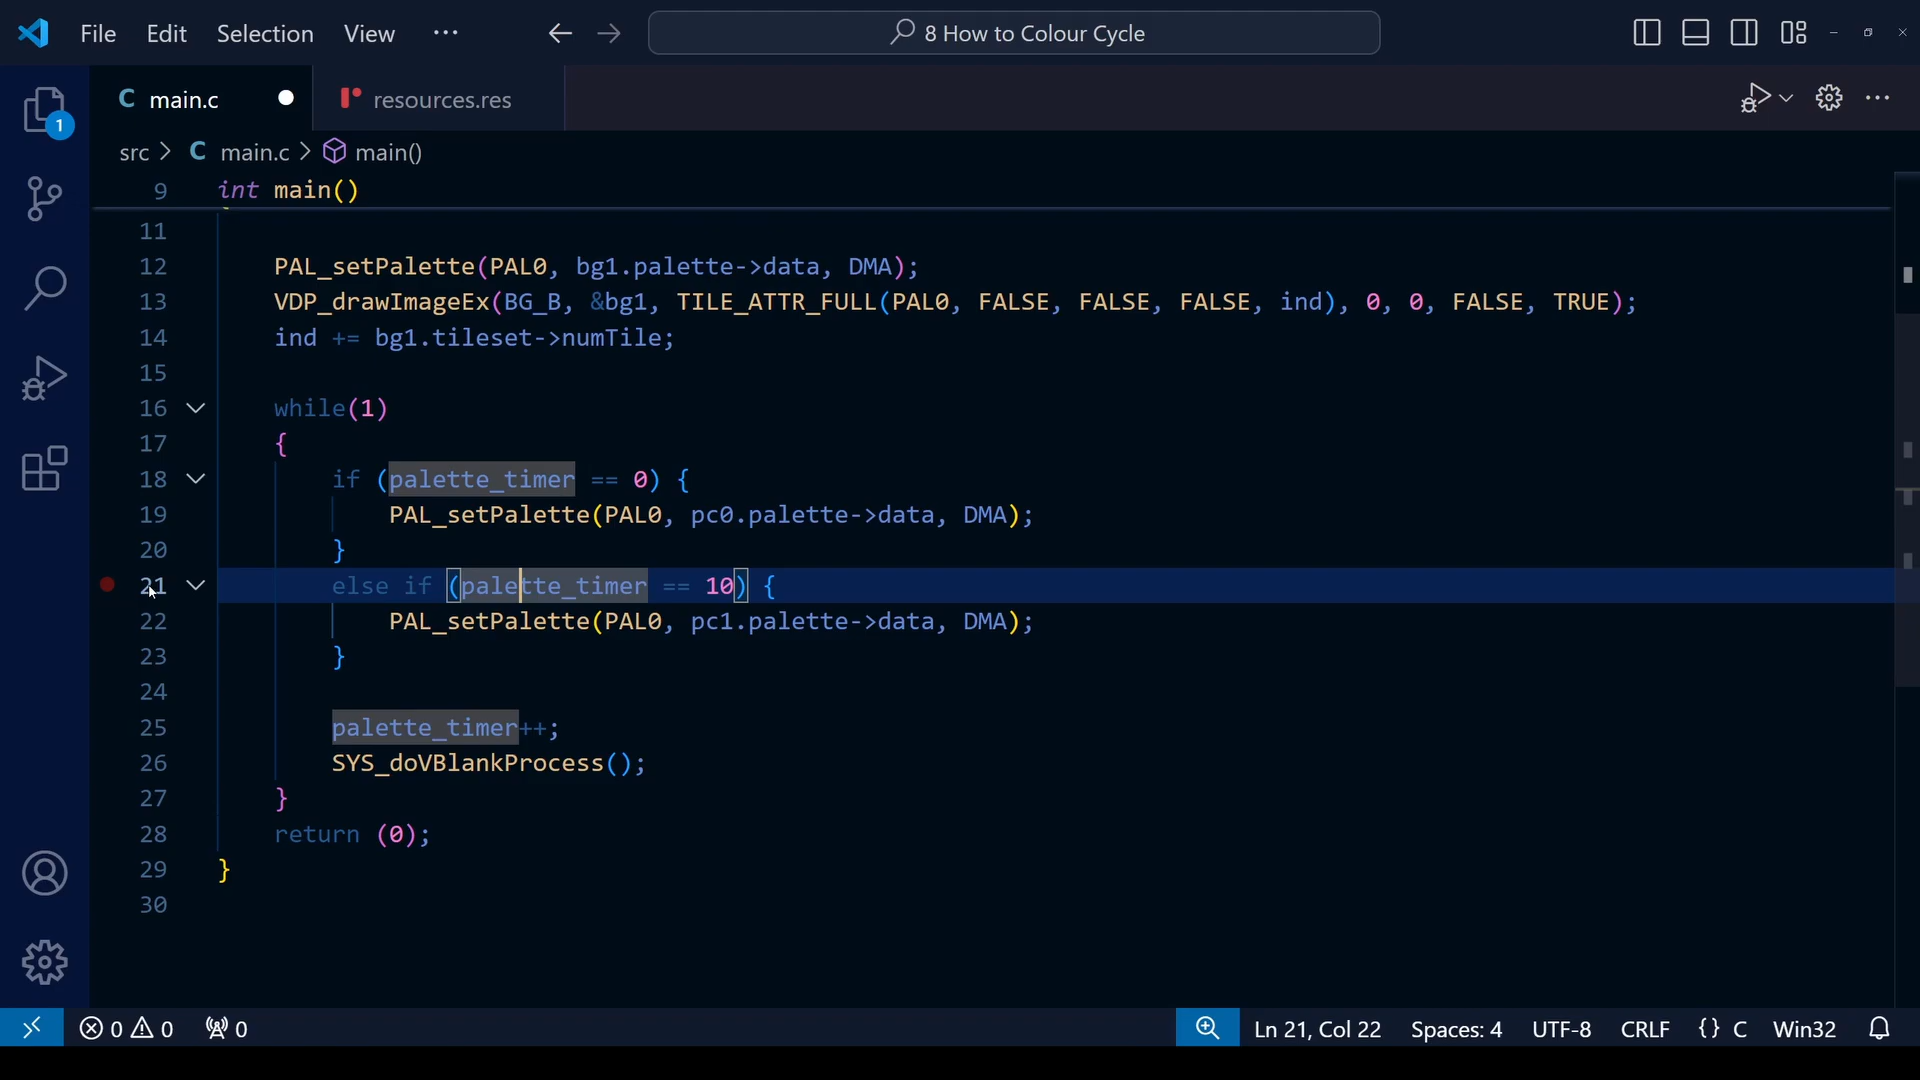 File Edit Selection View ··· 8 How to Colour Cycle
C main.c resources.res
1
src > C main.c > main()
9 int main()
11
12 PAL_setPalette(PAL0, bg1.palette->data, DMA);
13 VDP_drawImageEx(BG_B, &bg1, TILE_ATTR_FULL(PAL0, FALSE, FALSE, FALSE, ind), 0, 0, FALSE, TRUE);
14 ind += bg1.tileset->numTile;
15
16 while(1)
17 {
18 if (palette_timer == 0) {
19 PAL_setPalette(PAL0, pc0.palette->data, DMA);
20 }
21 else if (palette_timer == 10) {
22 PAL_setPalette(PAL0, pc1.palette->data, DMA);
23 }
24
25 palette_timer++;
26 SYS_doVBlankProcess();
27 }
28 return (0);
29 }
30
0 0 0 Ln 21, Col 22 Spaces: 4 UTF-8 CRLF {} C Win32